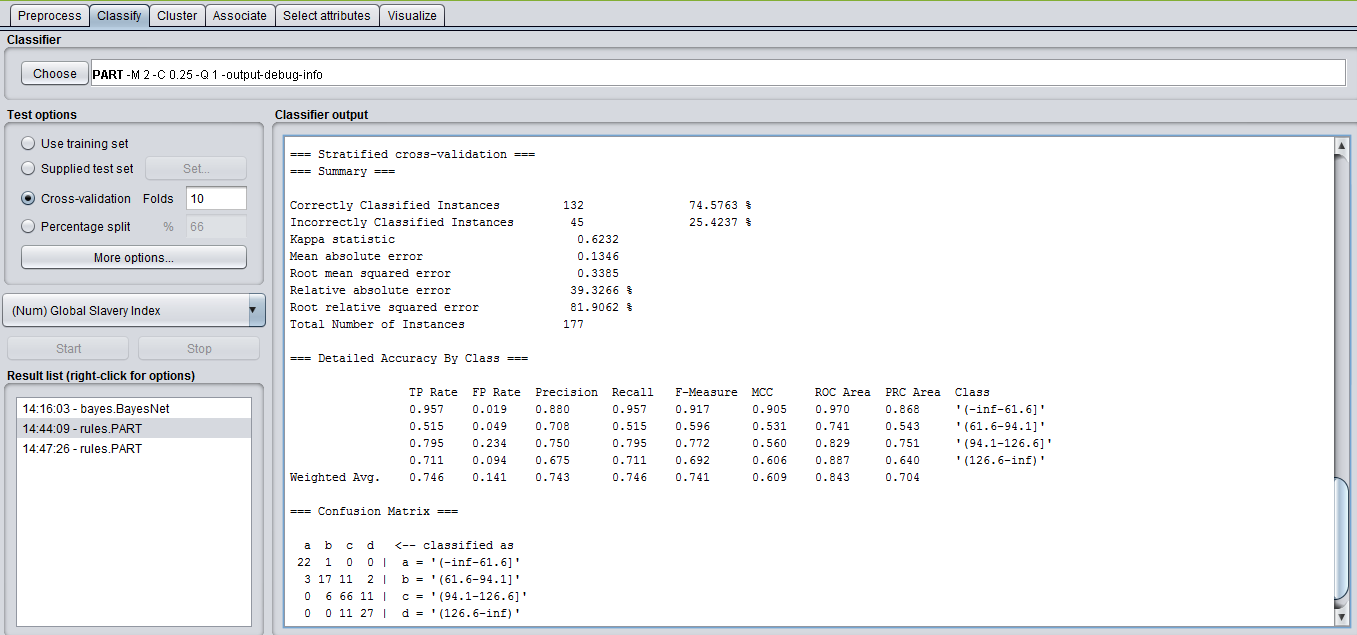 Preprocess Classify Cluster Associate Select attributes Visualize
Classifier
Choose PART -M 2 -C 0.25 -Q 1 -output-debug-info
Test options
Use training set
Supplied test set Set...
Cross-validation Folds 10
Percentage split % 66
More options...
(Num) Global Slavery Index
Start Stop
Result list (right-click for options)
14:16:03 - bayes.BayesNet
14:44:09 - rules.PART
14:47:26 - rules.PART
Classifier output
=== Stratified cross-validation ===
=== Summary ===
Correctly Classified Instances 132 74.5763 %
Incorrectly Classified Instances 45 25.4237 %
Kappa statistic 0.6232
Mean absolute error 0.1346
Root mean squared error 0.3385
Relative absolute error 39.3266 %
Root relative squared error 81.9062 %
Total Number of Instances 177
=== Detailed Accuracy By Class ===
TP Rate FP Rate Precision Recall F-Measure MCC ROC Area PRC Area Class
0.957 0.019 0.880 0.957 0.917 0.905 0.970 0.868 '(-inf-61.6]'
0.515 0.049 0.708 0.515 0.596 0.531 0.741 0.543 '(61.6-94.1]'
0.795 0.234 0.750 0.795 0.772 0.560 0.829 0.751 '(94.1-126.6]'
0.711 0.094 0.675 0.711 0.692 0.606 0.887 0.640 '(126.6-inf)'
Weighted Avg. 0.746 0.141 0.743 0.746 0.741 0.609 0.843 0.704
=== Confusion Matrix ===
a b c d <-- classified as
22 1 0 0 | a = '(-inf-61.6]'
3 17 11 2 | b = '(61.6-94.1]'
0 6 66 11 | c = '(94.1-126.6]'
0 0 11 27 | d = '(126.6-inf)'